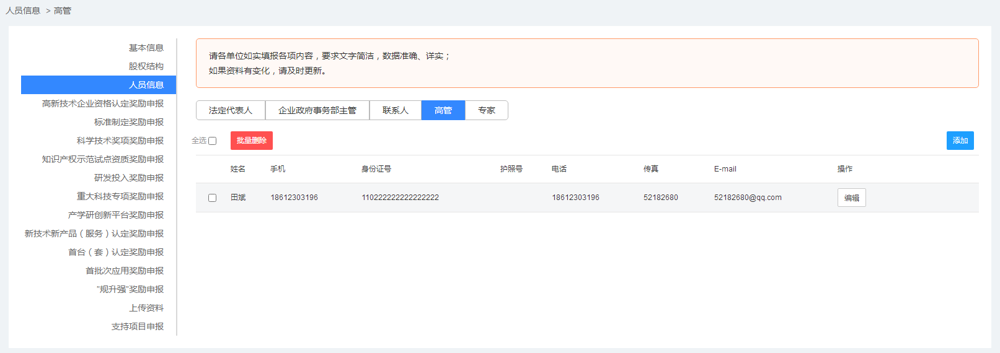 人员信息 > 高管
基本信息
股权结构
人员信息
高新技术企业资格认定奖励申报
标准制定奖励申报
科学技术奖项奖励申报
知识产权示范试点资质奖励申报
研发投入奖励申报
重大科技专项奖励申报
产学研创新平台奖励申报
新技术新产品（服务）认定奖励申报
首台（套）认定奖励申报
首批次应用奖励申报
”规升强”奖励申报
上传资料
支持项目申报
请各单位如实填报各项内容，要求文字简洁，数据准确、详实；
如果资料有变化，请及时更新。
法定代表人 企业政府事务部主管 联系人 高管 专家
全选 批量删除 添加
姓名 手机 身份证号 护照号 电话 传真 E-mail 操作
田斌 18612303196 110222222222222222 18612303196 52182680 52182680@qq.com 编辑